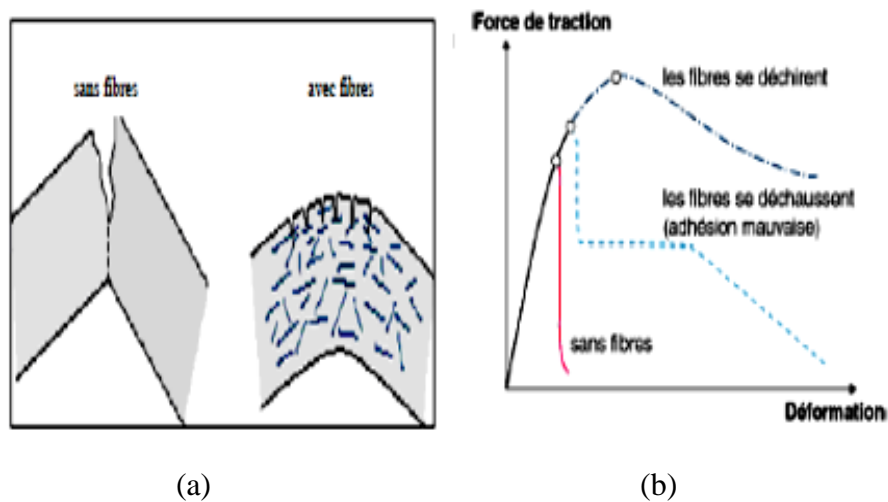 sans fibres
avec fibres
Force de traction
les fibres se déchirent
les fibres se déchaussent
(adhésion mauvaise)
sans fibres
Déformation
(a)
(b)